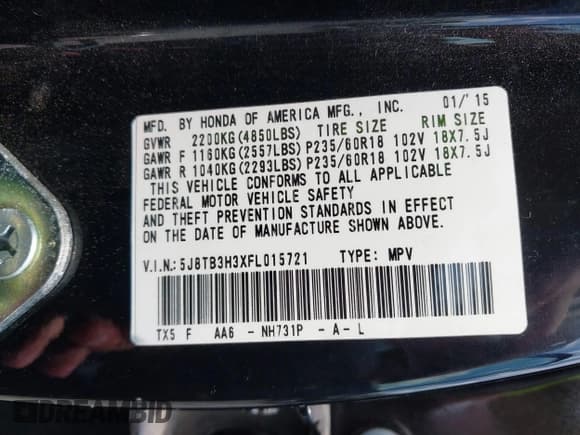 MFD. BY HONDA OF AMERICA MFG., INC. 01/'15
GVWR 2200KG(4850LBS) TIRE SIZE RIM SIZE
GAWR F 1160KG(2557LBS) P235/60R18 102V 18X7.5J
GAWR R 1040KG(2293LBS) P235/60R18 102V 18X7.5J
THIS VEHICLE CONFORMS TO ALL APPLICABLE
FEDERAL MOTOR VEHICLE SAFETY
AND THEFT PREVENTION STANDARDS IN EFFECT
ON THE DATE OF MANUFACTURE SHOWN ABOVE.
V.I.N.:5J8TB3H3XFL015721 TYPE: MPV
TX5 F AA6 - NH731P - A - L
DREAMBID